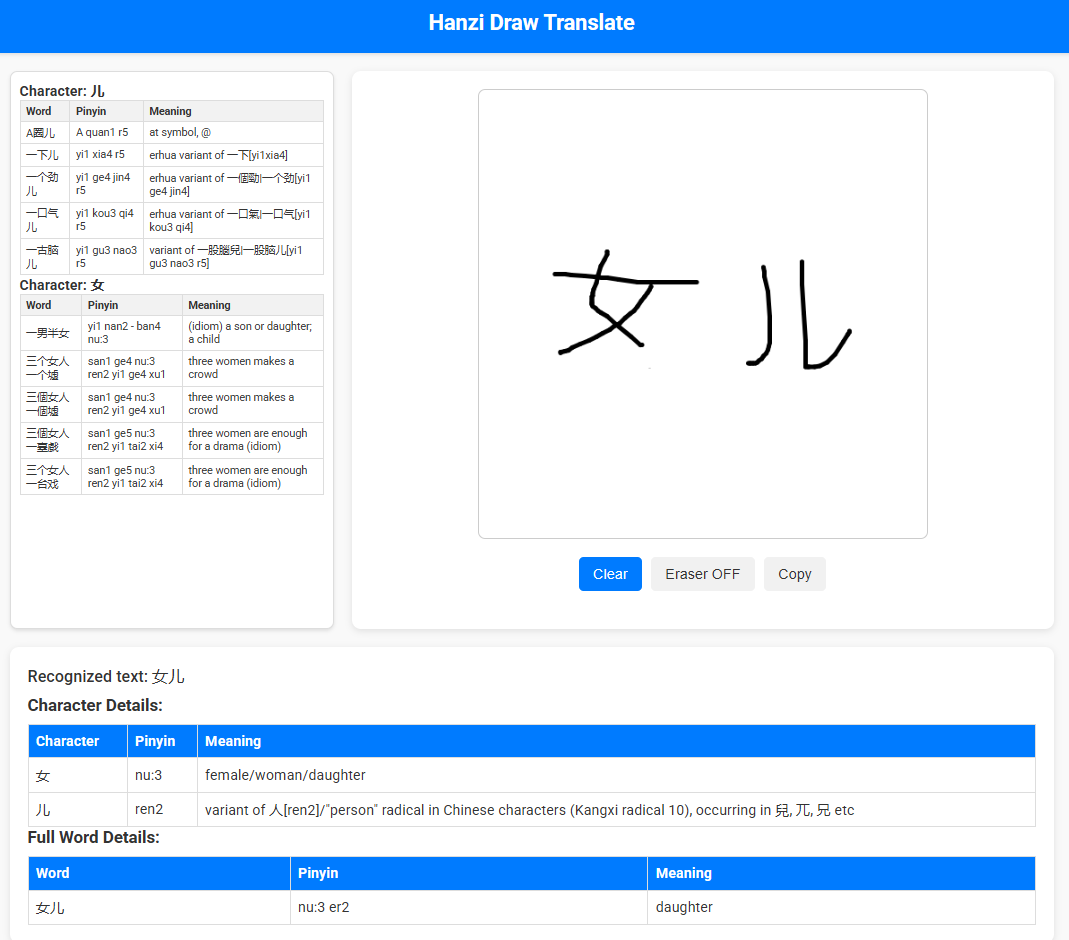 Hanzi Draw Translate
Character: 儿
Word Pinyin Meaning
A圈儿 A quan1 r5 at symbol, @
一下儿 yi1 xia4 r5 erhua variant of 一下[yi1xia4]
一个劲儿 yi1 ge4 jin4 r5 erhua variant of 一個勁|一个劲[yi1 ge4 jin4]
一口气儿 yi1 kou3 qi4 r5 erhua variant of 一口氣|一口气[yi1 kou3 qi4]
一古脑儿 yi1 gu3 nao3 r5 variant of 一股腦兒|一股脑儿[yi1 gu3 nao3 r5]
Character: 女
Word Pinyin Meaning
一男半女 yi1 nan2 - ban4 nu:3 (idiom) a son or daughter; a child
三个女人一个墟 san1 ge4 nu:3 ren2 yi1 ge4 xu1 three women makes a crowd
三個女人一個墟 san1 ge4 nu:3 ren2 yi1 ge4 xu1 three women makes a crowd
三個女人一臺戲 san1 ge5 nu:3 ren2 yi1 tai2 xi4 three women are enough for a drama (idiom)
三个女人一台戏 san1 ge5 nu:3 ren2 yi1 tai2 xi4 three women are enough for a drama (idiom)
女儿
Clear Eraser OFF Copy
Recognized text: 女儿
Character Details:
Character Pinyin Meaning
女 nu:3 female/woman/daughter
儿 ren2 variant of 人[ren2]/"person" radical in Chinese characters (Kangxi radical 10), occurring in 兒, 兀, 兄 etc
Full Word Details:
Word Pinyin Meaning
女儿 nu:3 er2 daughter